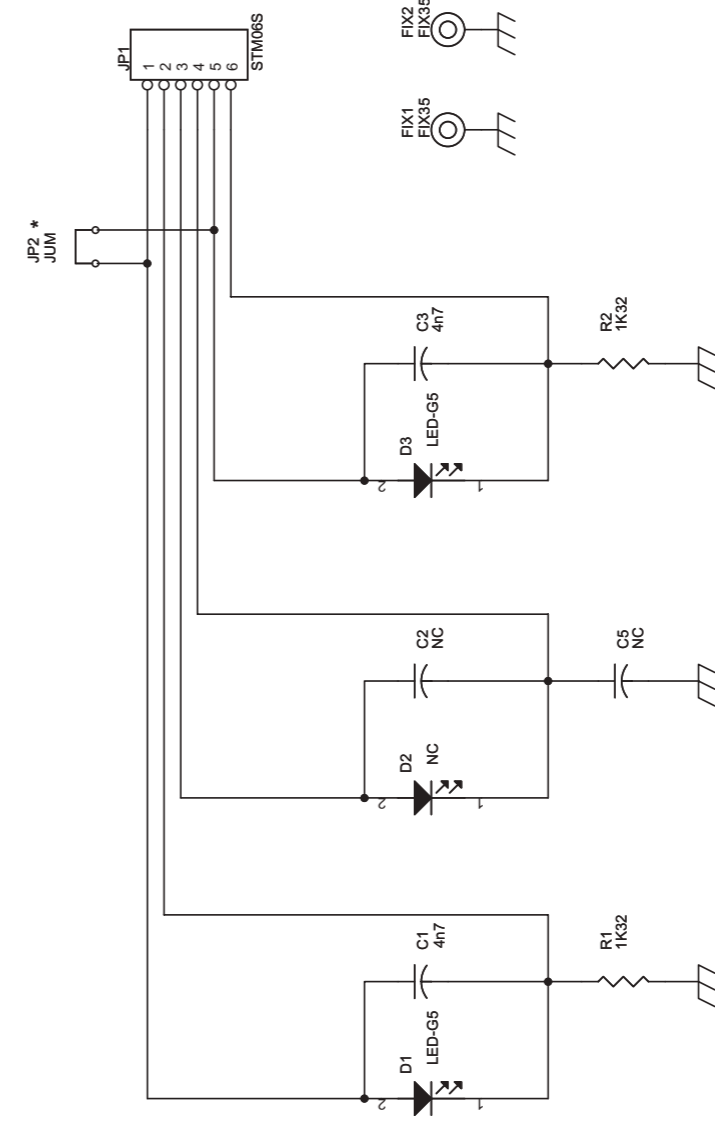 FIX2
FIX35
JP1
1
2
3
4
5
6
STM06S
FIX1
FIX35
JP2 *
JUM
C3
4n7
R2
1K32
D3
LED-G5
2
1
C2
NC
C5
NC
D2
NC
2
1
C1
4n7
R1
1K32
D1
LED-G5
2
1